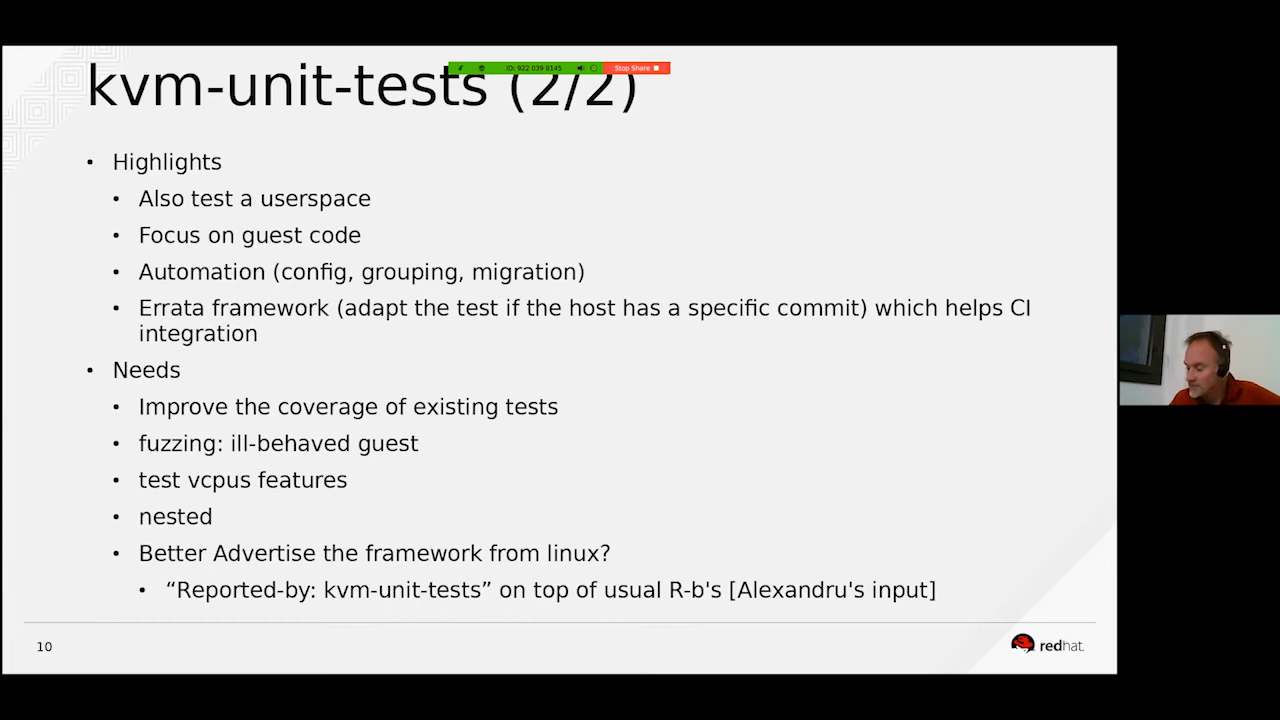 kvm-unit-tests (2/2)
ID: 922 039 8145
Stop Share
• Highlights
• Also test a userspace
• Focus on guest code
• Automation (config, grouping, migration)
• Errata framework (adapt the test if the host has a specific commit) which helps CI
integration
• Needs
• Improve the coverage of existing tests
• fuzzing: ill-behaved guest
• test vcpus features
• nested
• Better Advertise the framework from linux?
• “Reported-by: kvm-unit-tests” on top of usual R-b's [Alexandru's input]
10
redhat.